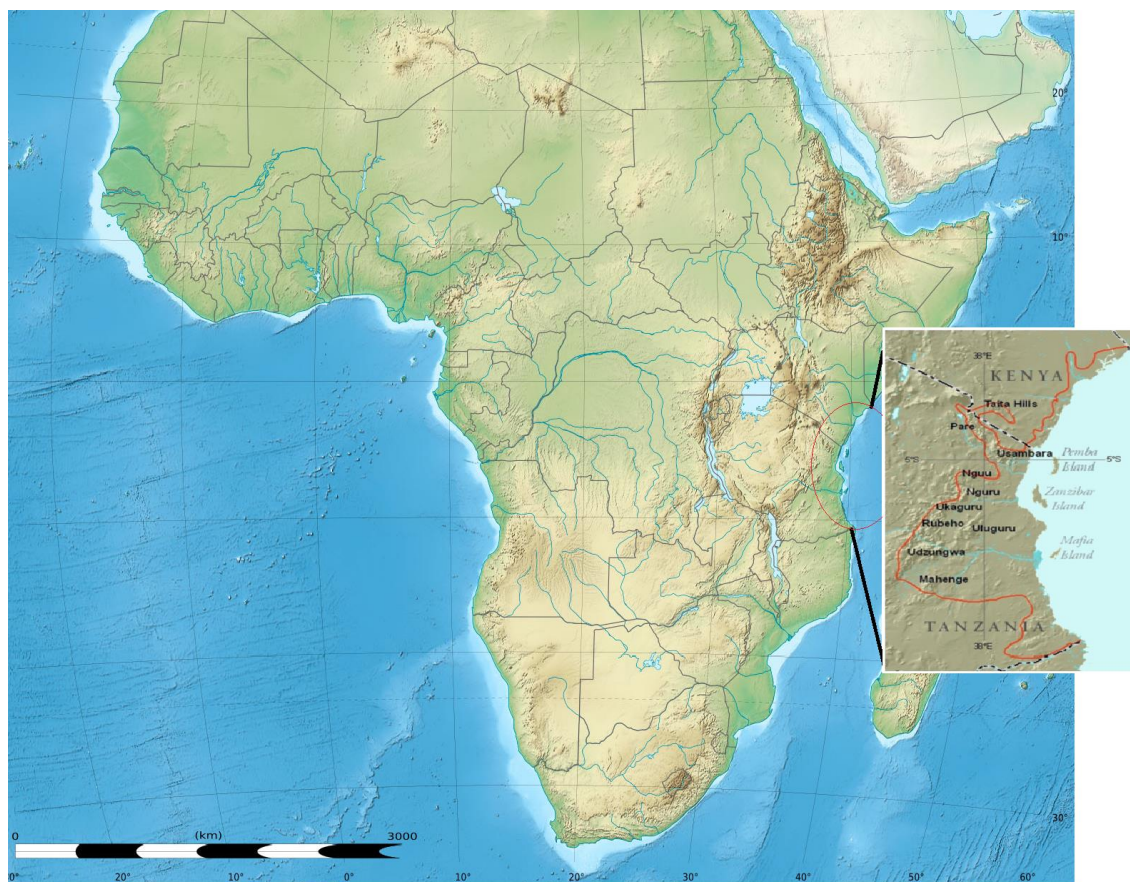 20°
10°
38°E
KENYA
Taita Hills
Pare
Usambara
5°S
5°S
Pemba
Island
Nguu
Nguru
Zanzibar
Island
Ukaguru
Rubeho
Uluguru
Mafia
Island
Udzungwa
Mahenge
TANZANIA
38°E
30°
0
(km)
3000
20°
10°
0°
10°
20°
30°
40°
50°